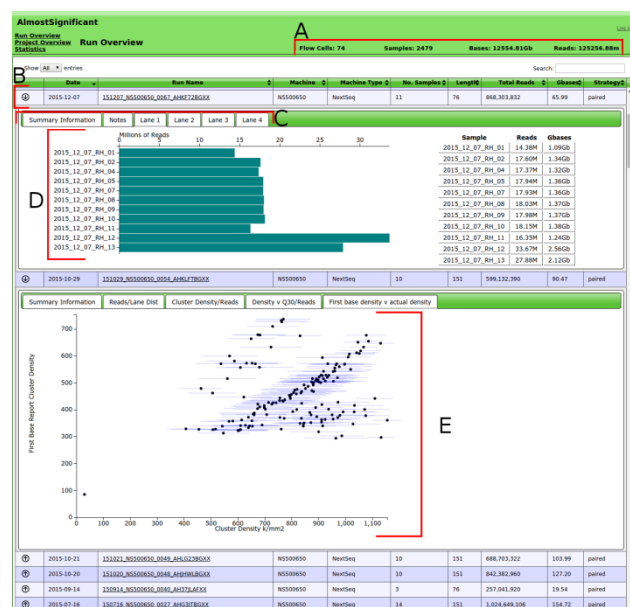 AlmostSignificant
Run Overview
Project Overview
Statistics
Run Overview
A
Flow Cells: 74 Samples: 2479 Bases: 12554.81Gb Reads: 125256.88m
B
Show All entries Search:
Date Run Name Machine Machine Type No. Samples Length Total Reads Gbases Strategy
2015-12-07 151207_NS500650_0067_AHKF72BGXX NS500650 NextSeq 11 76 868,303,832 65.99 paired
Summary Information Notes Lane 1 Lane 2 Lane 3 Lane 4 C
Millions of Reads
0 5 10 15 20 25 30
D
2015_12_07_RH_01
2015_12_07_RH_02
2015_12_07_RH_04
2015_12_07_RH_05
2015_12_07_RH_07
2015_12_07_RH_08
2015_12_07_RH_09
2015_12_07_RH_10
2015_12_07_RH_11
2015_12_07_RH_12
2015_12_07_RH_13
Sample Reads Gbases
2015_12_07_RH_01 14.38M 1.09Gb
2015_12_07_RH_02 17.60M 1.34Gb
2015_12_07_RH_04 17.37M 1.32Gb
2015_12_07_RH_05 17.94M 1.36Gb
2015_12_07_RH_07 17.93M 1.36Gb
2015_12_07_RH_08 18.03M 1.37Gb
2015_12_07_RH_09 17.98M 1.37Gb
2015_12_07_RH_10 18.15M 1.38Gb
2015_12_07_RH_11 16.35M 1.24Gb
2015_12_07_RH_12 33.67M 2.56Gb
2015_12_07_RH_13 27.88M 2.12Gb
2015-10-29 151029_NS500650_0054_AHKLFTBGXX NS500650 NextSeq 10 151 599,132,390 90.47 paired
Summary Information Reads/Lane Dist Cluster Density/Reads Density v Q30/Reads First base density v actual density
First Base Report Cluster Density
700
600
500
400
300
200
100
0
0 100 200 300 400 500 600 700 800 900 1,000 1,100
Cluster Density k/mm2
E
2015-10-21 151021_NS500650_0049_AHLG23BGXX NS500650 NextSeq 10 151 688,703,322 103.99 paired
2015-10-20 151020_NS500650_0048_AHJHWLBGXX NS500650 NextSeq 10 151 842,382,960 127.20 paired
2015-09-14 150914_NS500650_0040_AH37JLAFXX NS500650 NextSeq 3 76 257,041,920 19.54 paired
2015-07-16 150716_NS500650_0027_AHG3JTBGXX NS500650 NextSeq 14 151 1,024,649,106 154.72 paired